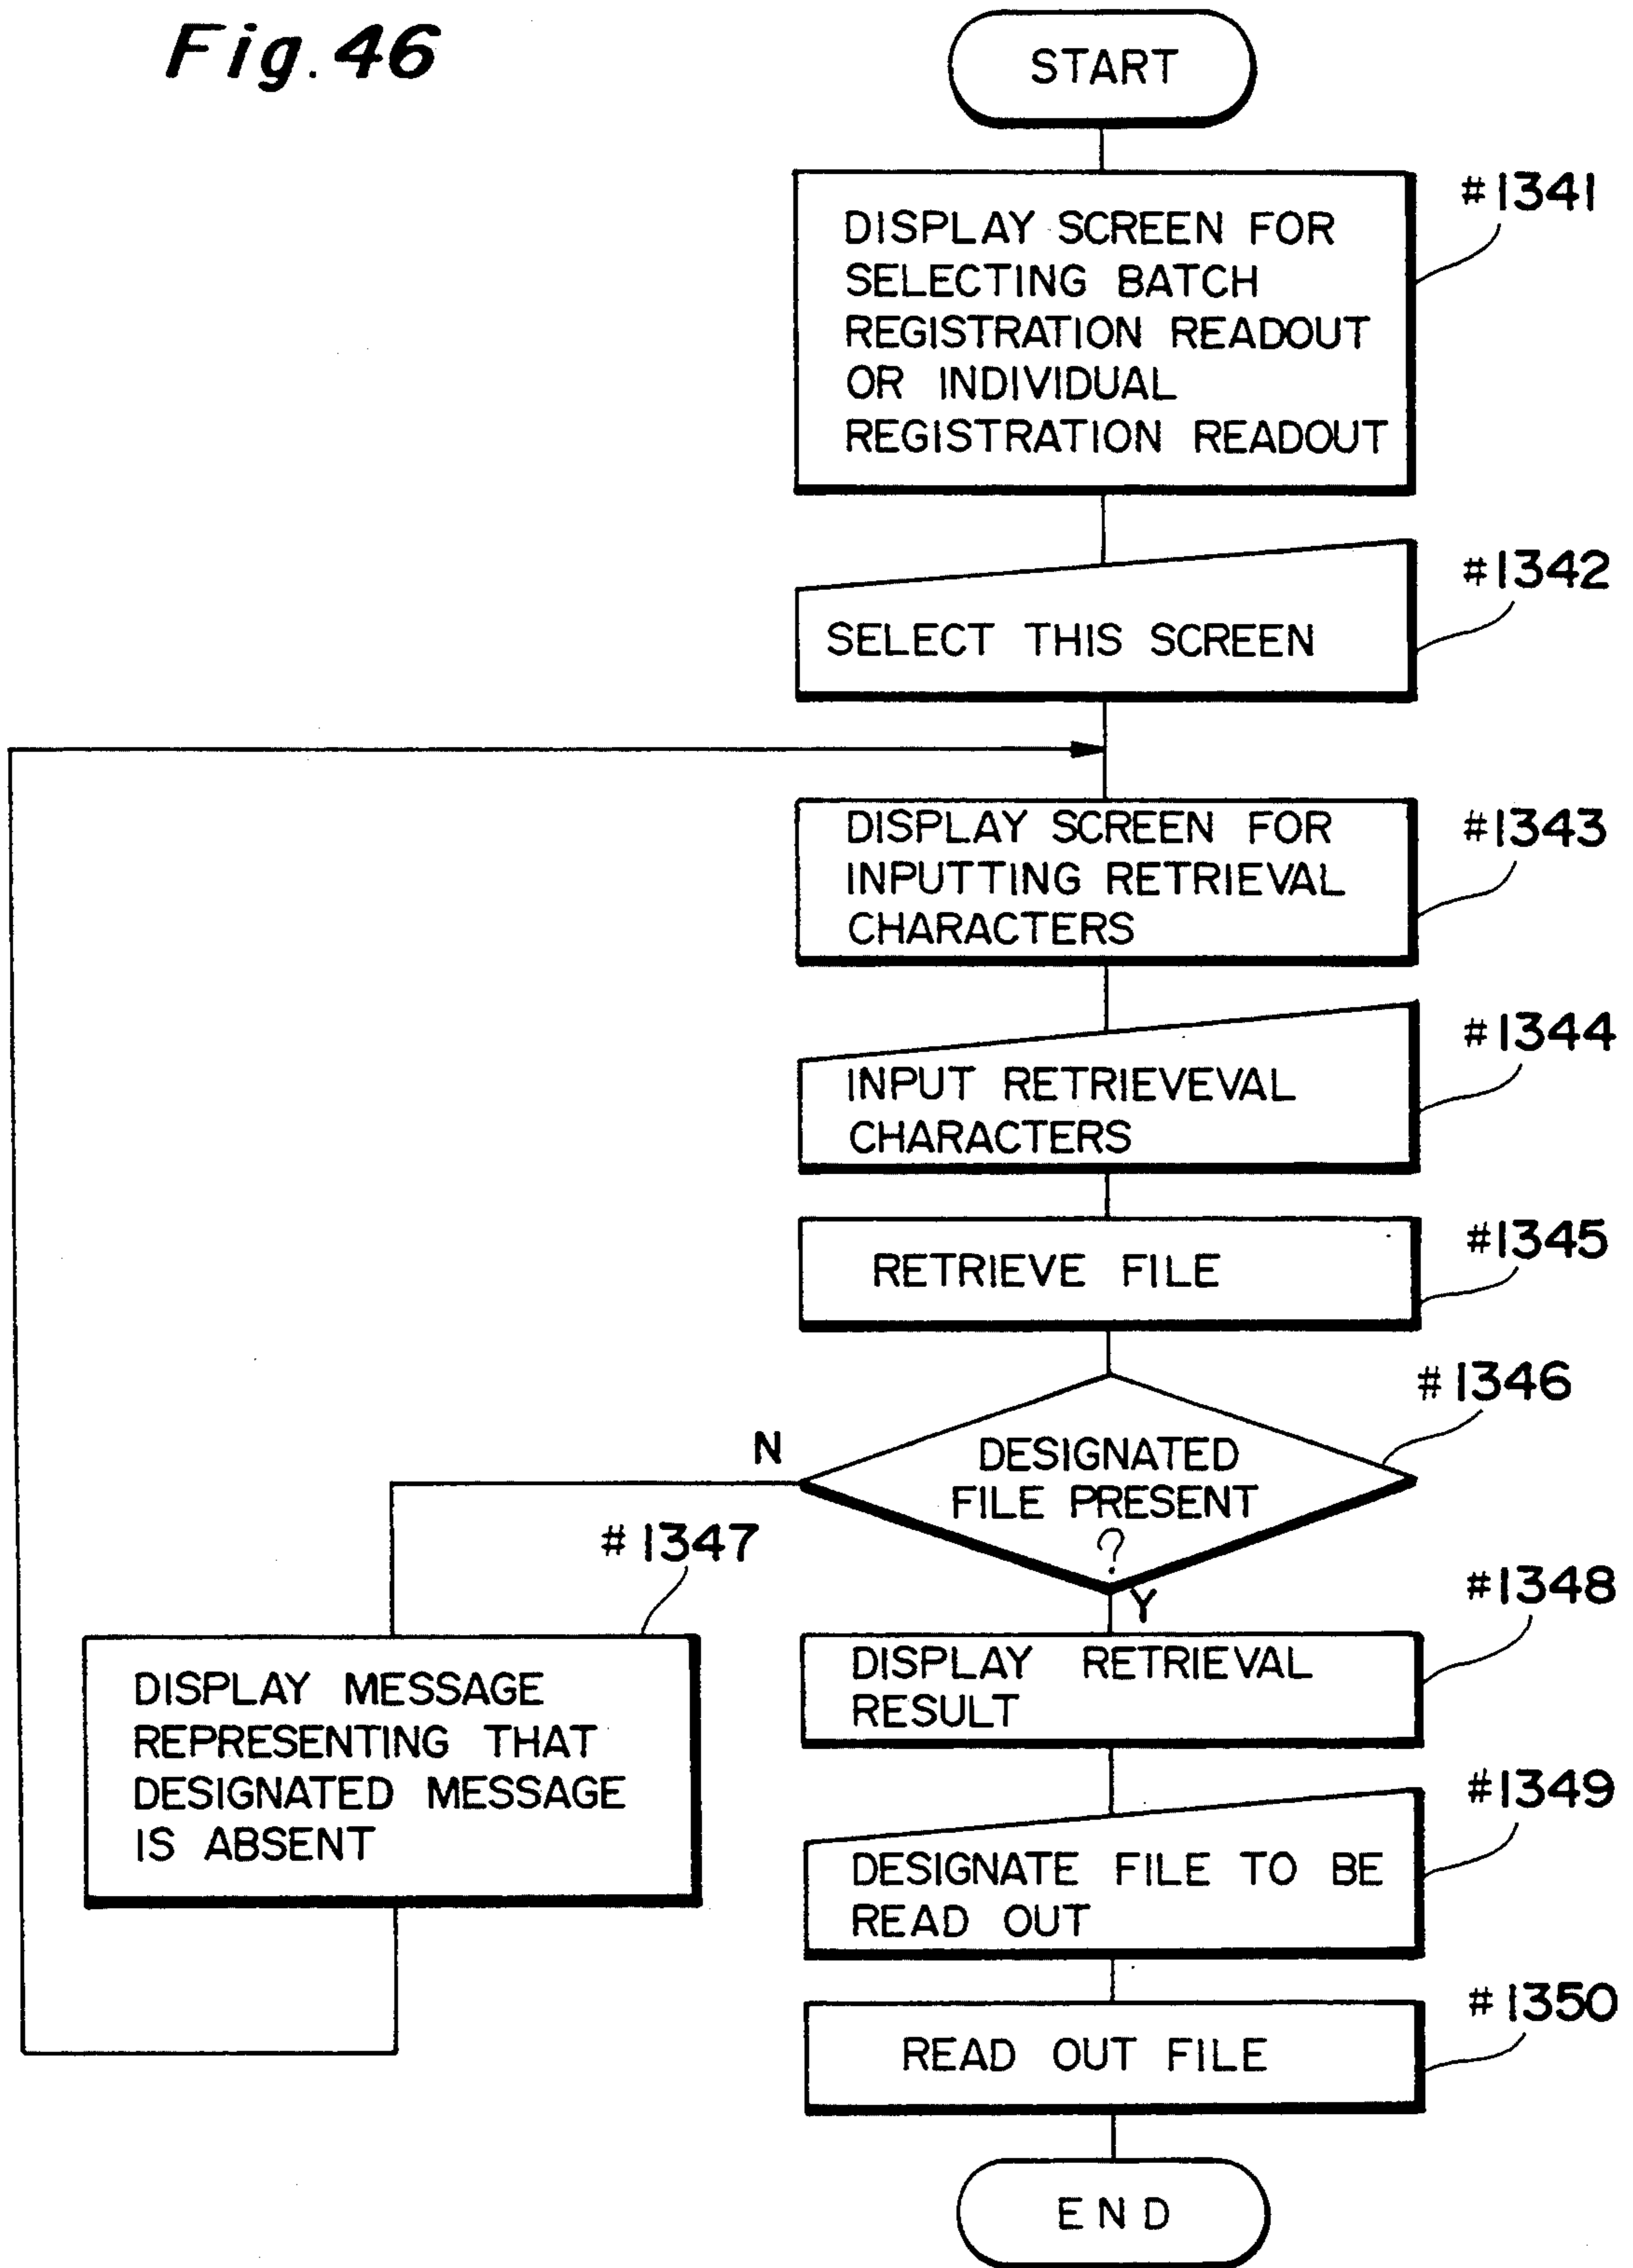 Fig. 46
START
#1341
DISPLAY SCREEN FOR
SELECTING BATCH
REGISTRATION READOUT
OR INDIVIDUAL
REGISTRATION READOUT
#1342
SELECT THIS SCREEN
#1343
DISPLAY SCREEN FOR
INPUTTING RETRIEVAL
CHARACTERS
#1344
INPUT RETRIEVEVAL
CHARACTERS
#1345
RETRIEVE FILE
#1346
N
DESIGNATED
FILE PRESENT
?
Y
#1347
DISPLAY MESSAGE
REPRESENTING THAT
DESIGNATED MESSAGE
IS ABSENT
#1348
DISPLAY RETRIEVAL
RESULT
#1349
DESIGNATE FILE TO BE
READ OUT
#1350
READ OUT FILE
END